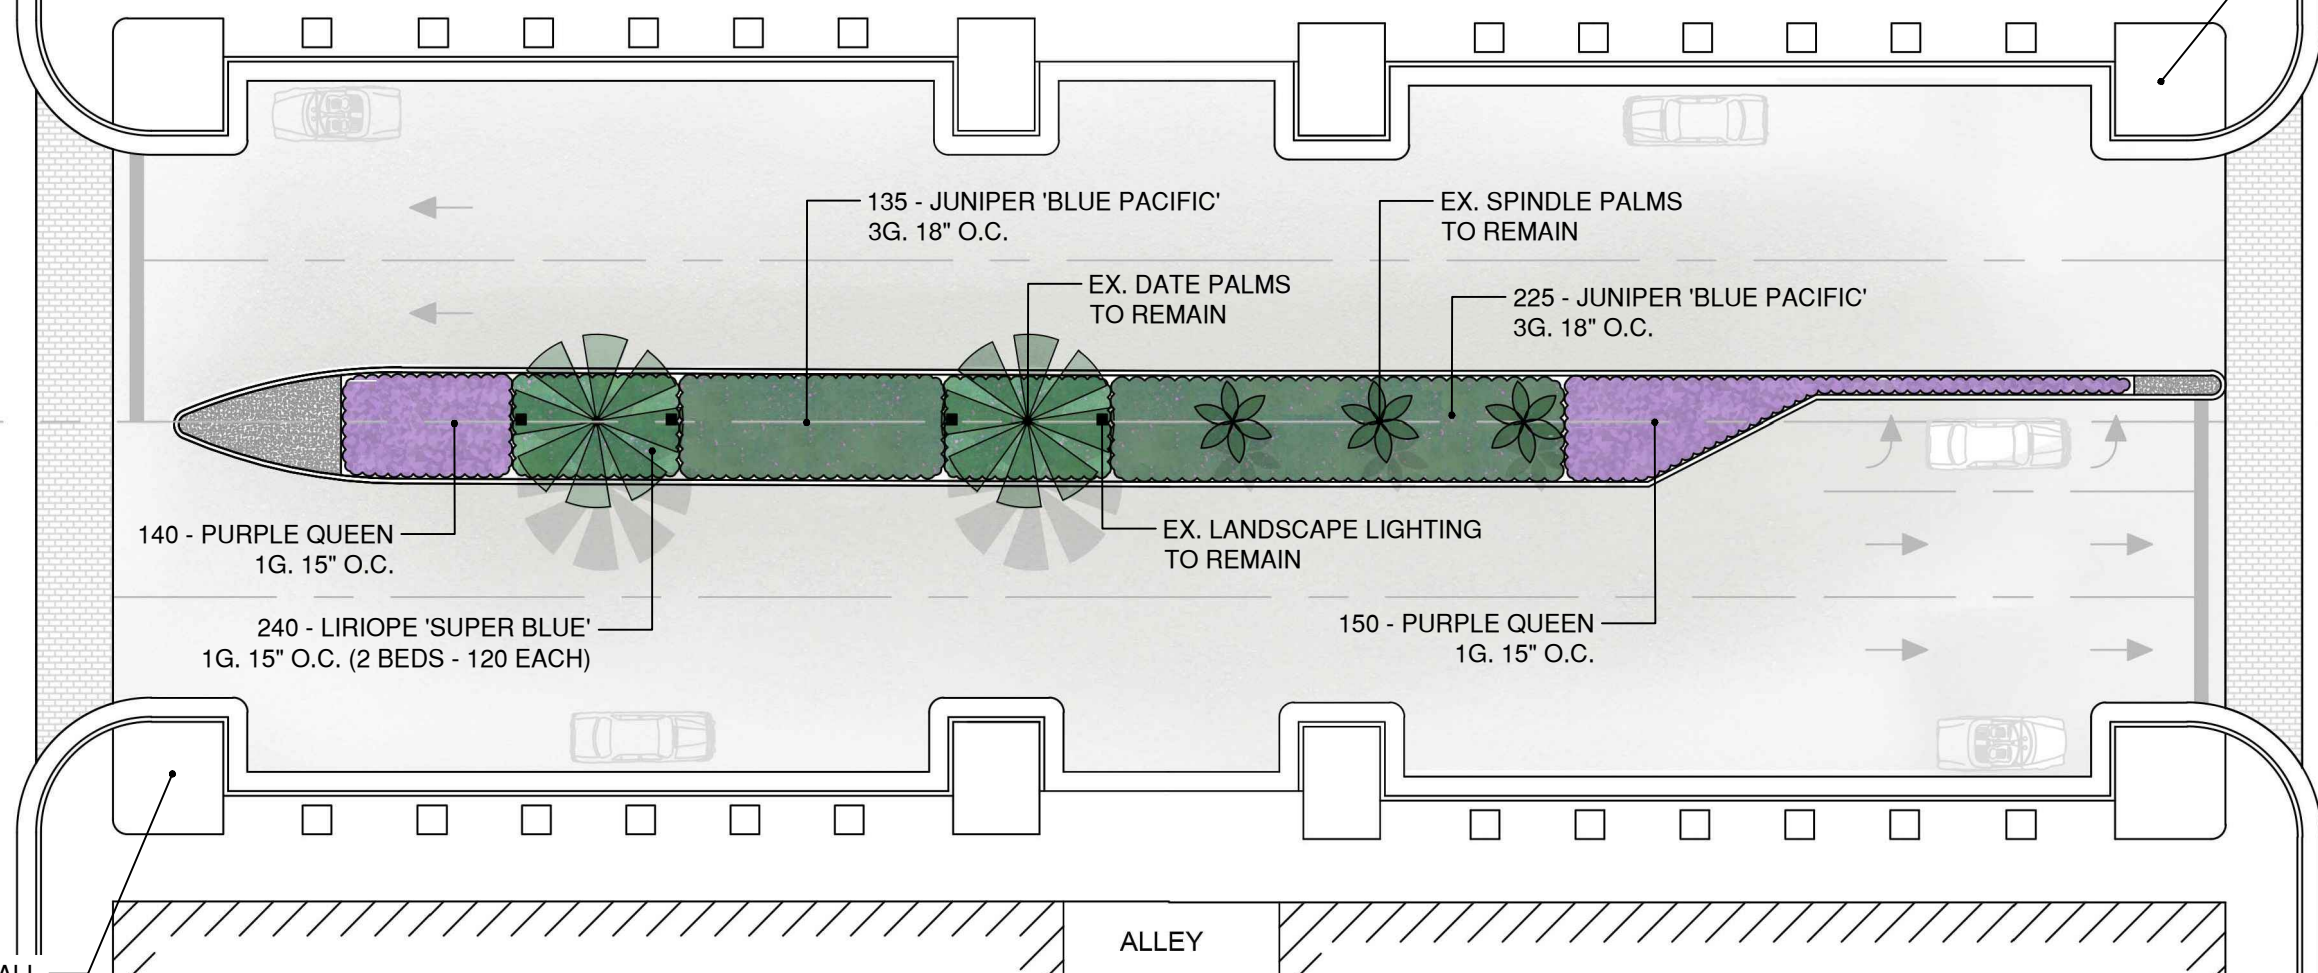 135 - JUNIPER 'BLUE PACIFIC'
3G. 18" O.C.
EX. SPINDLE PALMS
TO REMAIN
EX. DATE PALMS
TO REMAIN
225 - JUNIPER 'BLUE PACIFIC'
3G. 18" O.C.
140 - PURPLE QUEEN
1G. 15" O.C.
EX. LANDSCAPE LIGHTING
TO REMAIN
240 - LIRIOPE 'SUPER BLUE'
1G. 15" O.C. (2 BEDS - 120 EACH)
150 - PURPLE QUEEN
1G. 15" O.C.
ALLEY